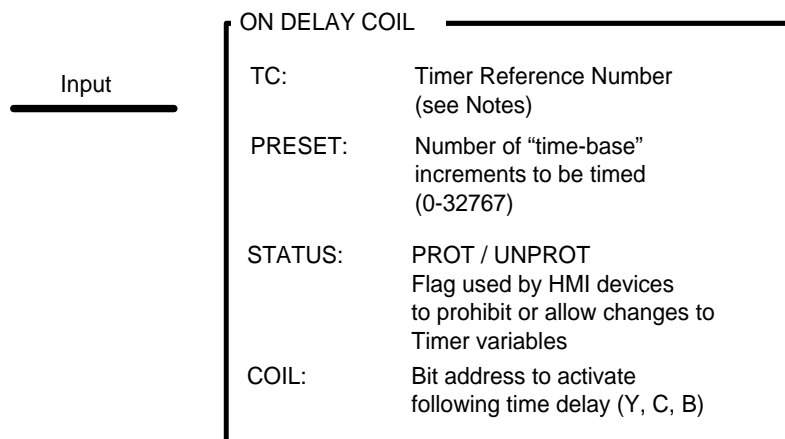 ON DELAY COIL
Input
TC: Timer Reference Number
(see Notes)
PRESET: Number of “time-base”
increments to be timed
(0-32767)
STATUS: PROT / UNPROT
Flag used by HMI devices
to prohibit or allow changes to
Timer variables
COIL: Bit address to activate
following time delay (Y, C, B)